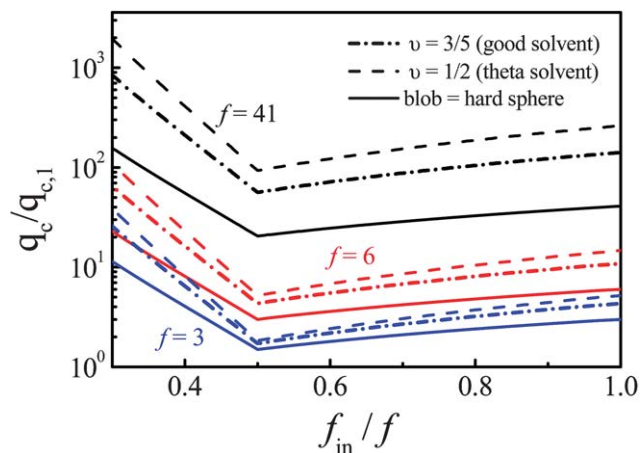 10³
10²
10¹
10⁰
q_c/q_c,1
υ = 3/5 (good solvent)
υ = 1/2 (theta solvent)
blob = hard sphere
f = 41
f = 6
f = 3
0.4
0.6
0.8
1.0
f_in / f